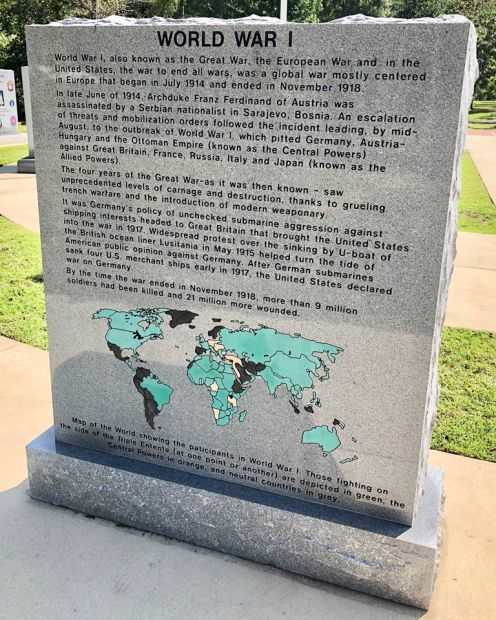 WORLD WAR I
World War I, also known as the Great War, the European War and in the
United States, the war to end all wars, was a global war mostly centered
in Europe that began in July 1914 and ended in November 1918.
In late June of 1914, Archduke Franz Ferdinand of Austria was
assassinated by a Serbian nationalist in Sarajevo, Bosnia. An escalation
of threats and mobilization orders followed the incident leading, by mid-
August, to the outbreak of World War I, which pitted Germany, Austria-
Hungary and the Ottoman Empire (known as the Central Powers)
against Great Britain, France, Russia, Italy and Japan (known as the
Allied Powers).
The four years of the Great War-as it was then known - saw
unprecedented levels of carnage and destruction, thanks to grueling
trench warfare and the introduction of modern weaponary.
It was Germany's policy of unchecked submarine aggression against
shipping interests headed to Great Britain that brought the United States
into the war in 1917. Widespread protest over the sinking by U-boat of
the British ocean liner Lusitania in May 1915 helped turn the tide of
American public opinion against Germany. After German submarines
sank four U.S. merchant ships early in 1917, the United States declared
war on Germany.
By the time the war ended in November 1918, more than 9 million
soldiers had been killed and 21 million more wounded.
Map of the World showing the paticipants in World War I. Those fighting on
the side of the Triple Entente (at one point or another) are depicted in green, the
Central Powers in orange, and neutral countries in grey.